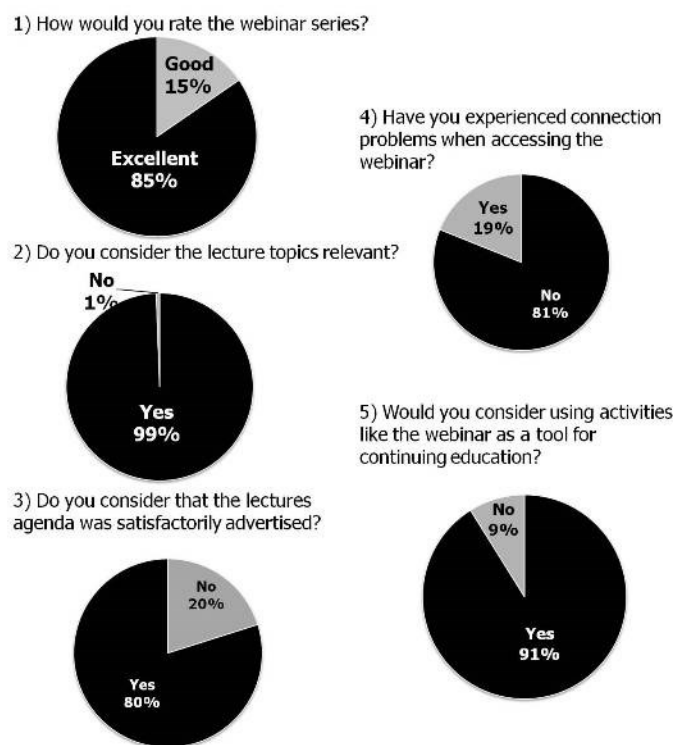 1) How would you rate the webinar series?
Good
15%
Excellent
85%
2) Do you consider the lecture topics relevant?
No
1%
Yes
99%
3) Do you consider that the lectures
agenda was satisfactorily advertised?
No
20%
Yes
80%
4) Have you experienced connection
problems when accessing the
webinar?
Yes
19%
No
81%
5) Would you consider using activities
like the webinar as a tool for
continuing education?
No
9%
Yes
91%